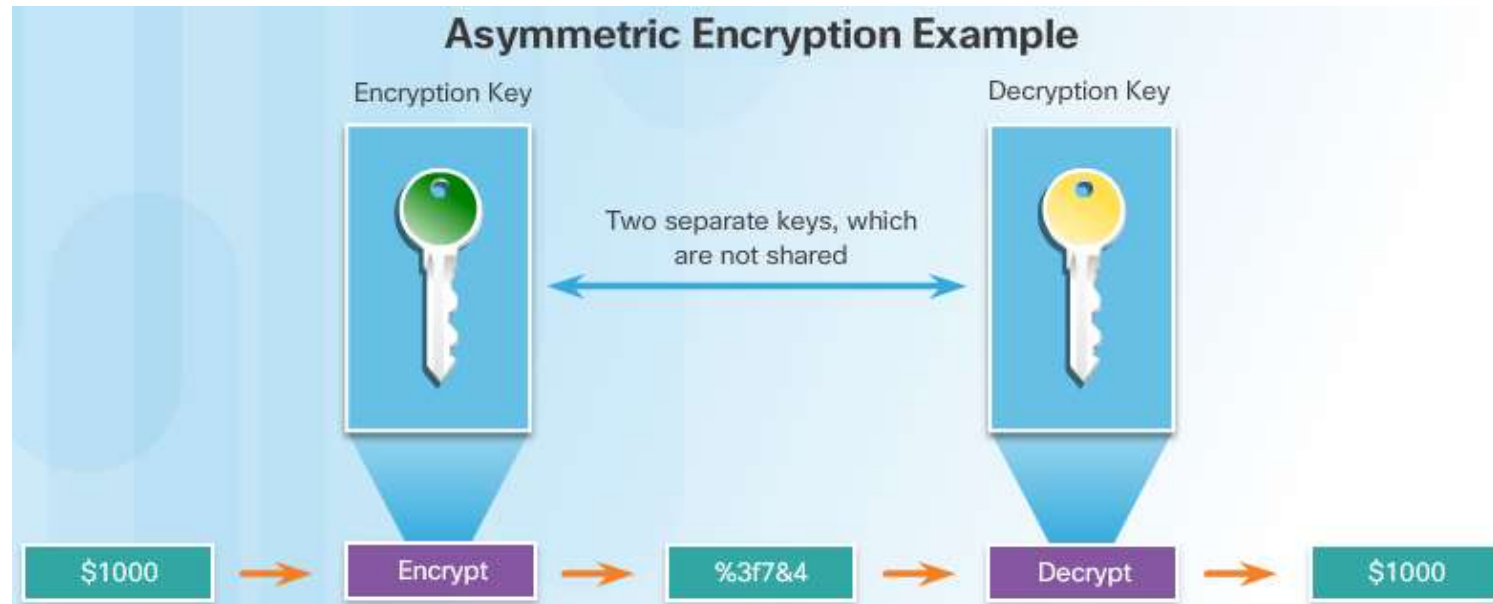 Asymmetric Encryption Example
Encryption Key
Decryption Key
Two separate keys, which
are not shared
$1000
Encrypt
%3f7&4
Decrypt
$1000